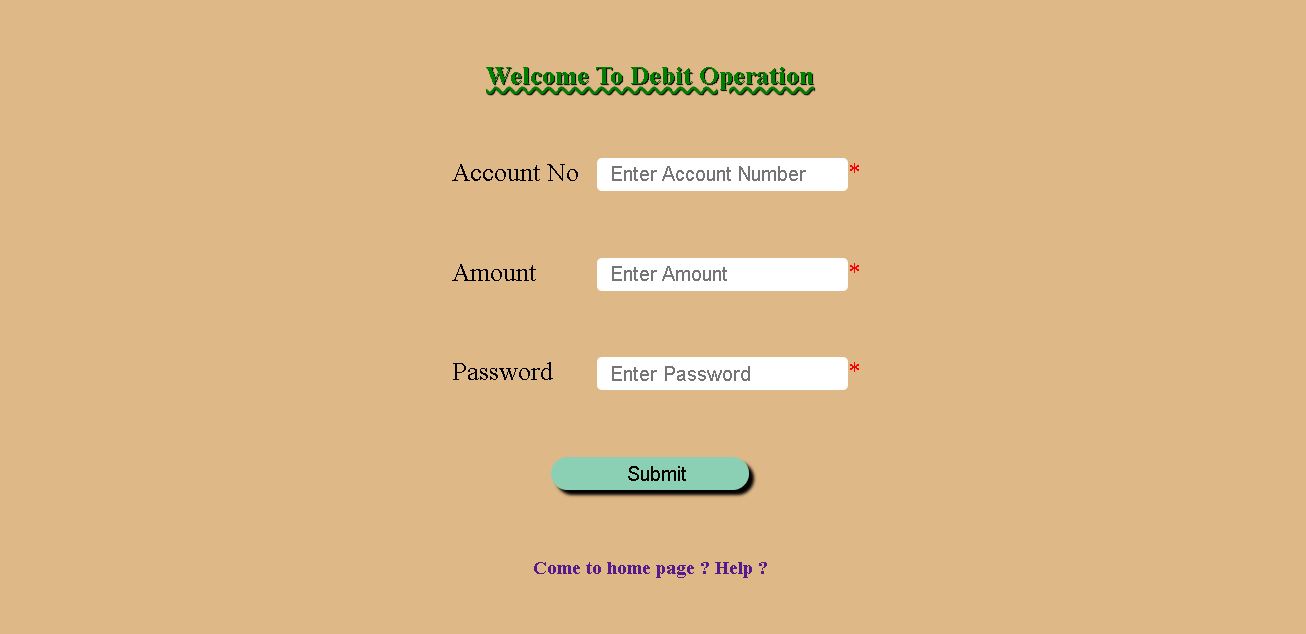 Welcome To Debit Operation
Account No Enter Account Number *
Amount Enter Amount *
Password Enter Password *
Submit
Come to home page ? Help ?